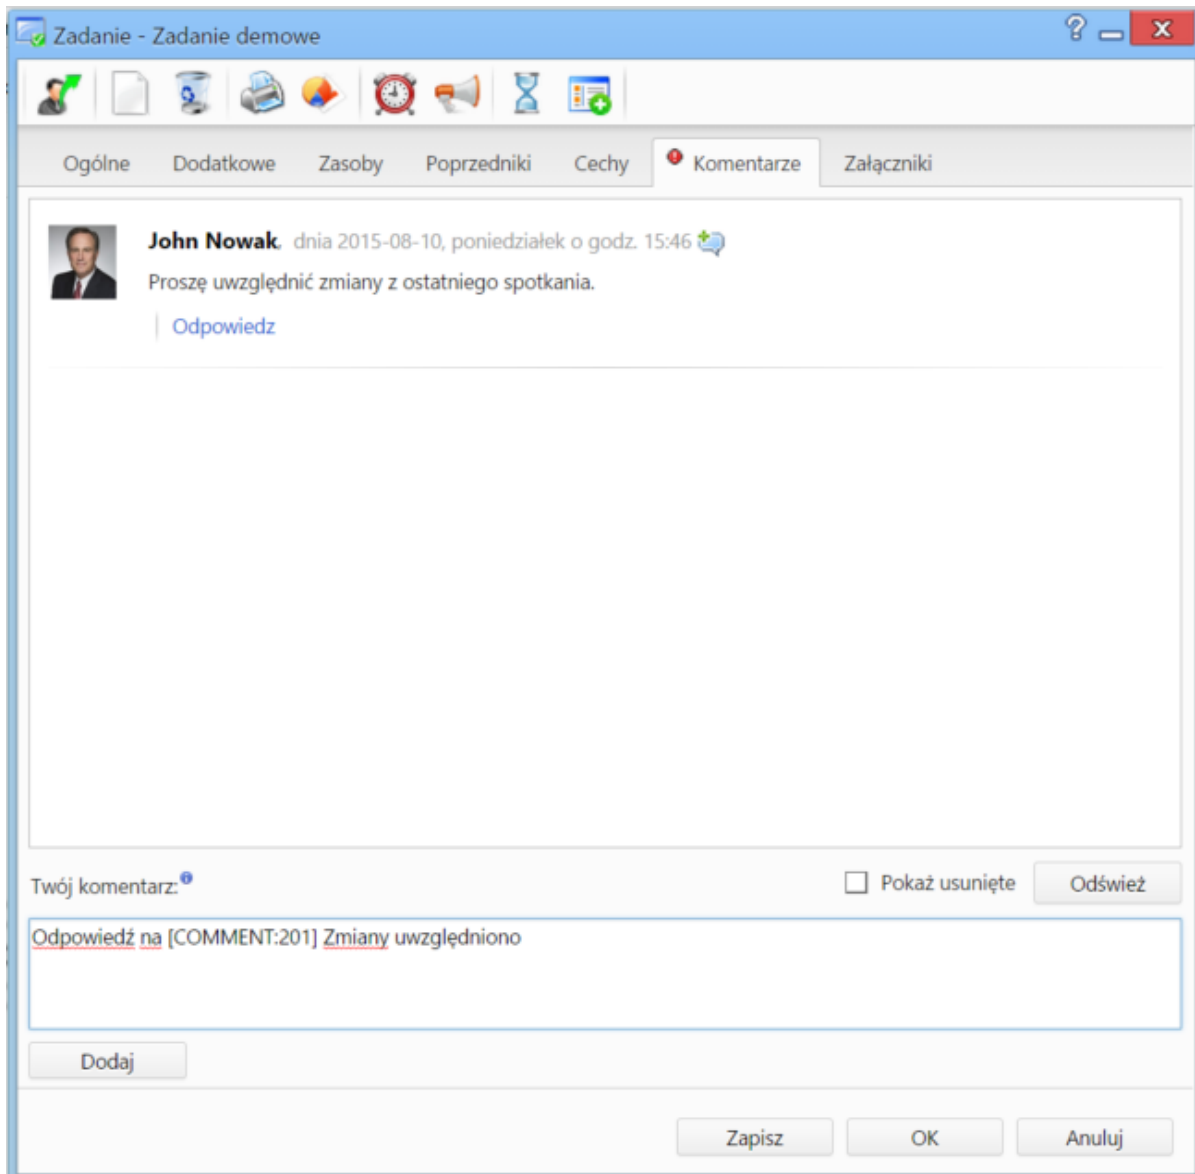 Zadanie - Zadanie demowe
Ogólne Dodatkowe Zasoby Poprzedniki Cechy Komentarze Załączniki
John Nowak, dnia 2015-08-10, poniedziałek o godz. 15:46
Proszę uwzględnić zmiany z ostatniego spotkania.
Odpowiedz
Twój komentarz: Pokaż usunięte Odśwież
Odpowiedź na [COMMENT:201] Zmiany uwzględniono
Dodaj
Zapisz OK Anuluj